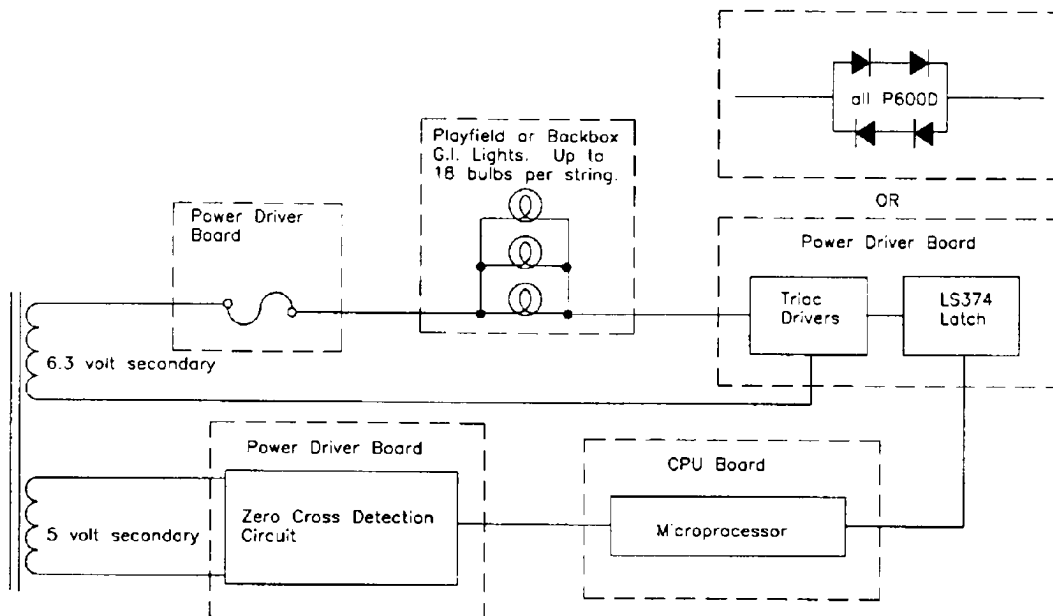 all P600D
Playfield or Backbox
G.I. Lights. Up to
18 bulbs per string.
OR
Power Driver
Board
Power Driver Board
Triac
Drivers
LS374
Latch
6.3 volt secondary
Power Driver Board
CPU Board
Zero Cross Detection
Circuit
Microprocessor
5 volt secondary